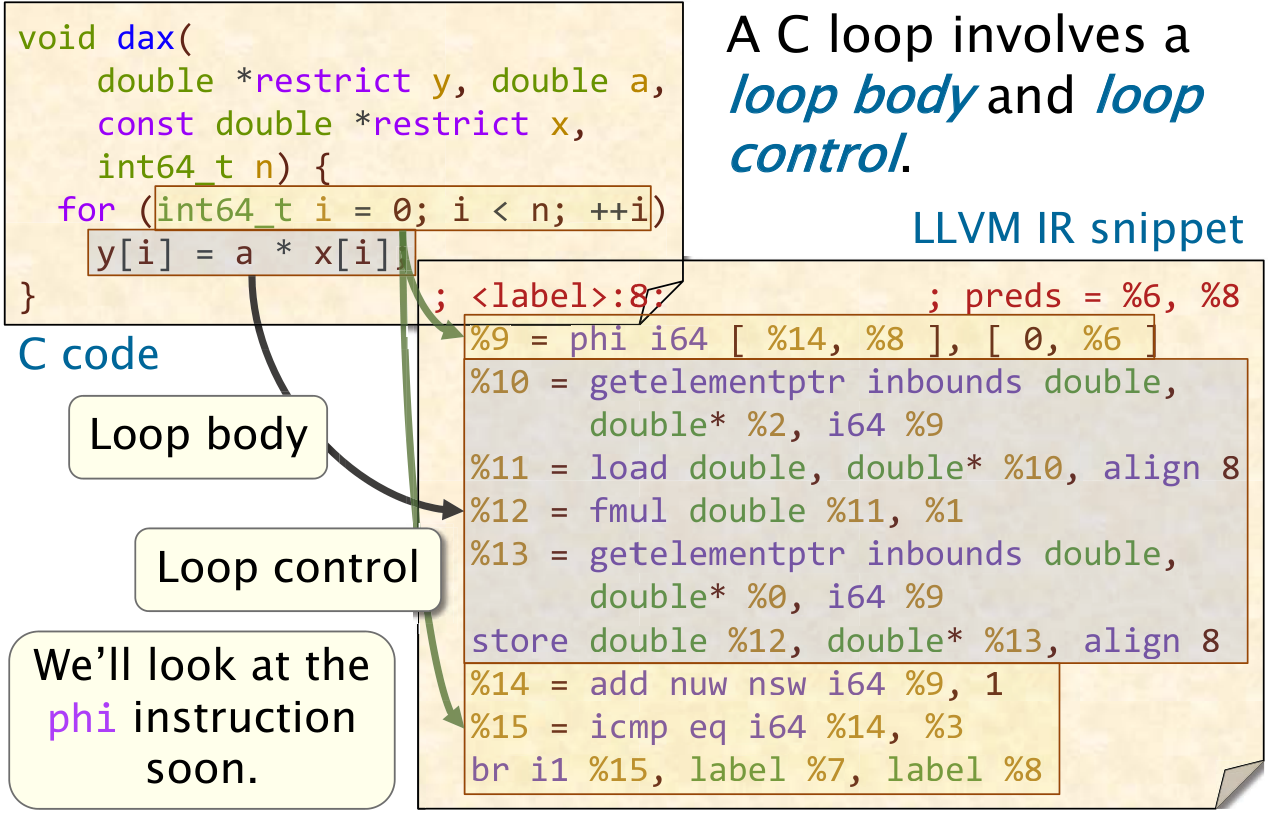 void dax(
    double *restrict y, double a,
    const double *restrict x,
    int64_t n) {
  for (int64_t i = 0; i < n; ++i)
    y[i] = a * x[i];
}
C code
A C loop involves a
loop body and loop
control.
LLVM IR snippet
; <label>:8: ; preds = %6, %8
%9 = phi i64 [ %14, %8 ], [ 0, %6 ]
%10 = getelementptr inbounds double,
      double* %2, i64 %9
%11 = load double, double* %10, align 8
%12 = fmul double %11, %1
%13 = getelementptr inbounds double,
      double* %0, i64 %9
store double %12, double* %13, align 8
%14 = add nuw nsw i64 %9, 1
%15 = icmp eq i64 %14, %3
br i1 %15, label %7, label %8
Loop body
Loop control
We’ll look at the
phi instruction
soon.